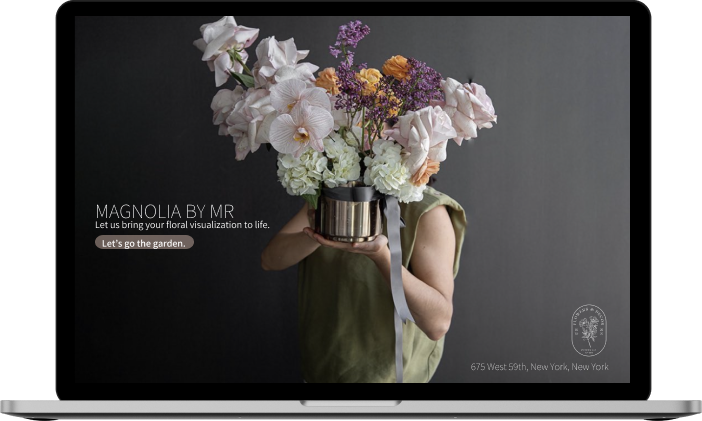 MAGNOLIA BY MR
Let us bring your floral visualization to life.
Let's go the garden.
675 West 59th, New York, New York